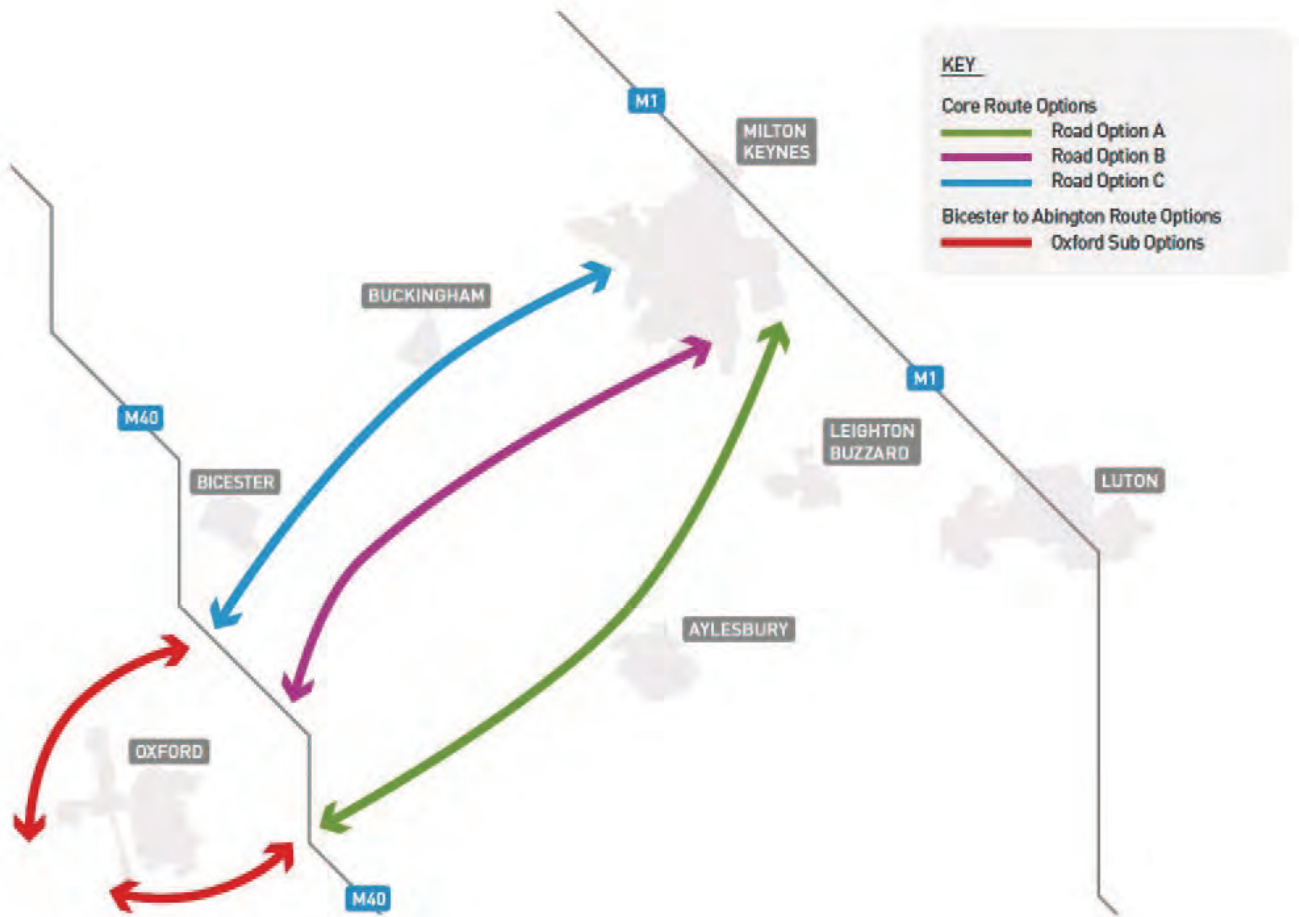 M1
MILTON
KEYNES
KEY
Core Route Options
Road Option A
Road Option B
Road Option C
Bicester to Abington Route Options
Oxford Sub Options
BUCKINGHAM
M1
M40
LEIGHTON
BUZZARD
BICESTER
LUTON
AYLESBURY
OXFORD
M40